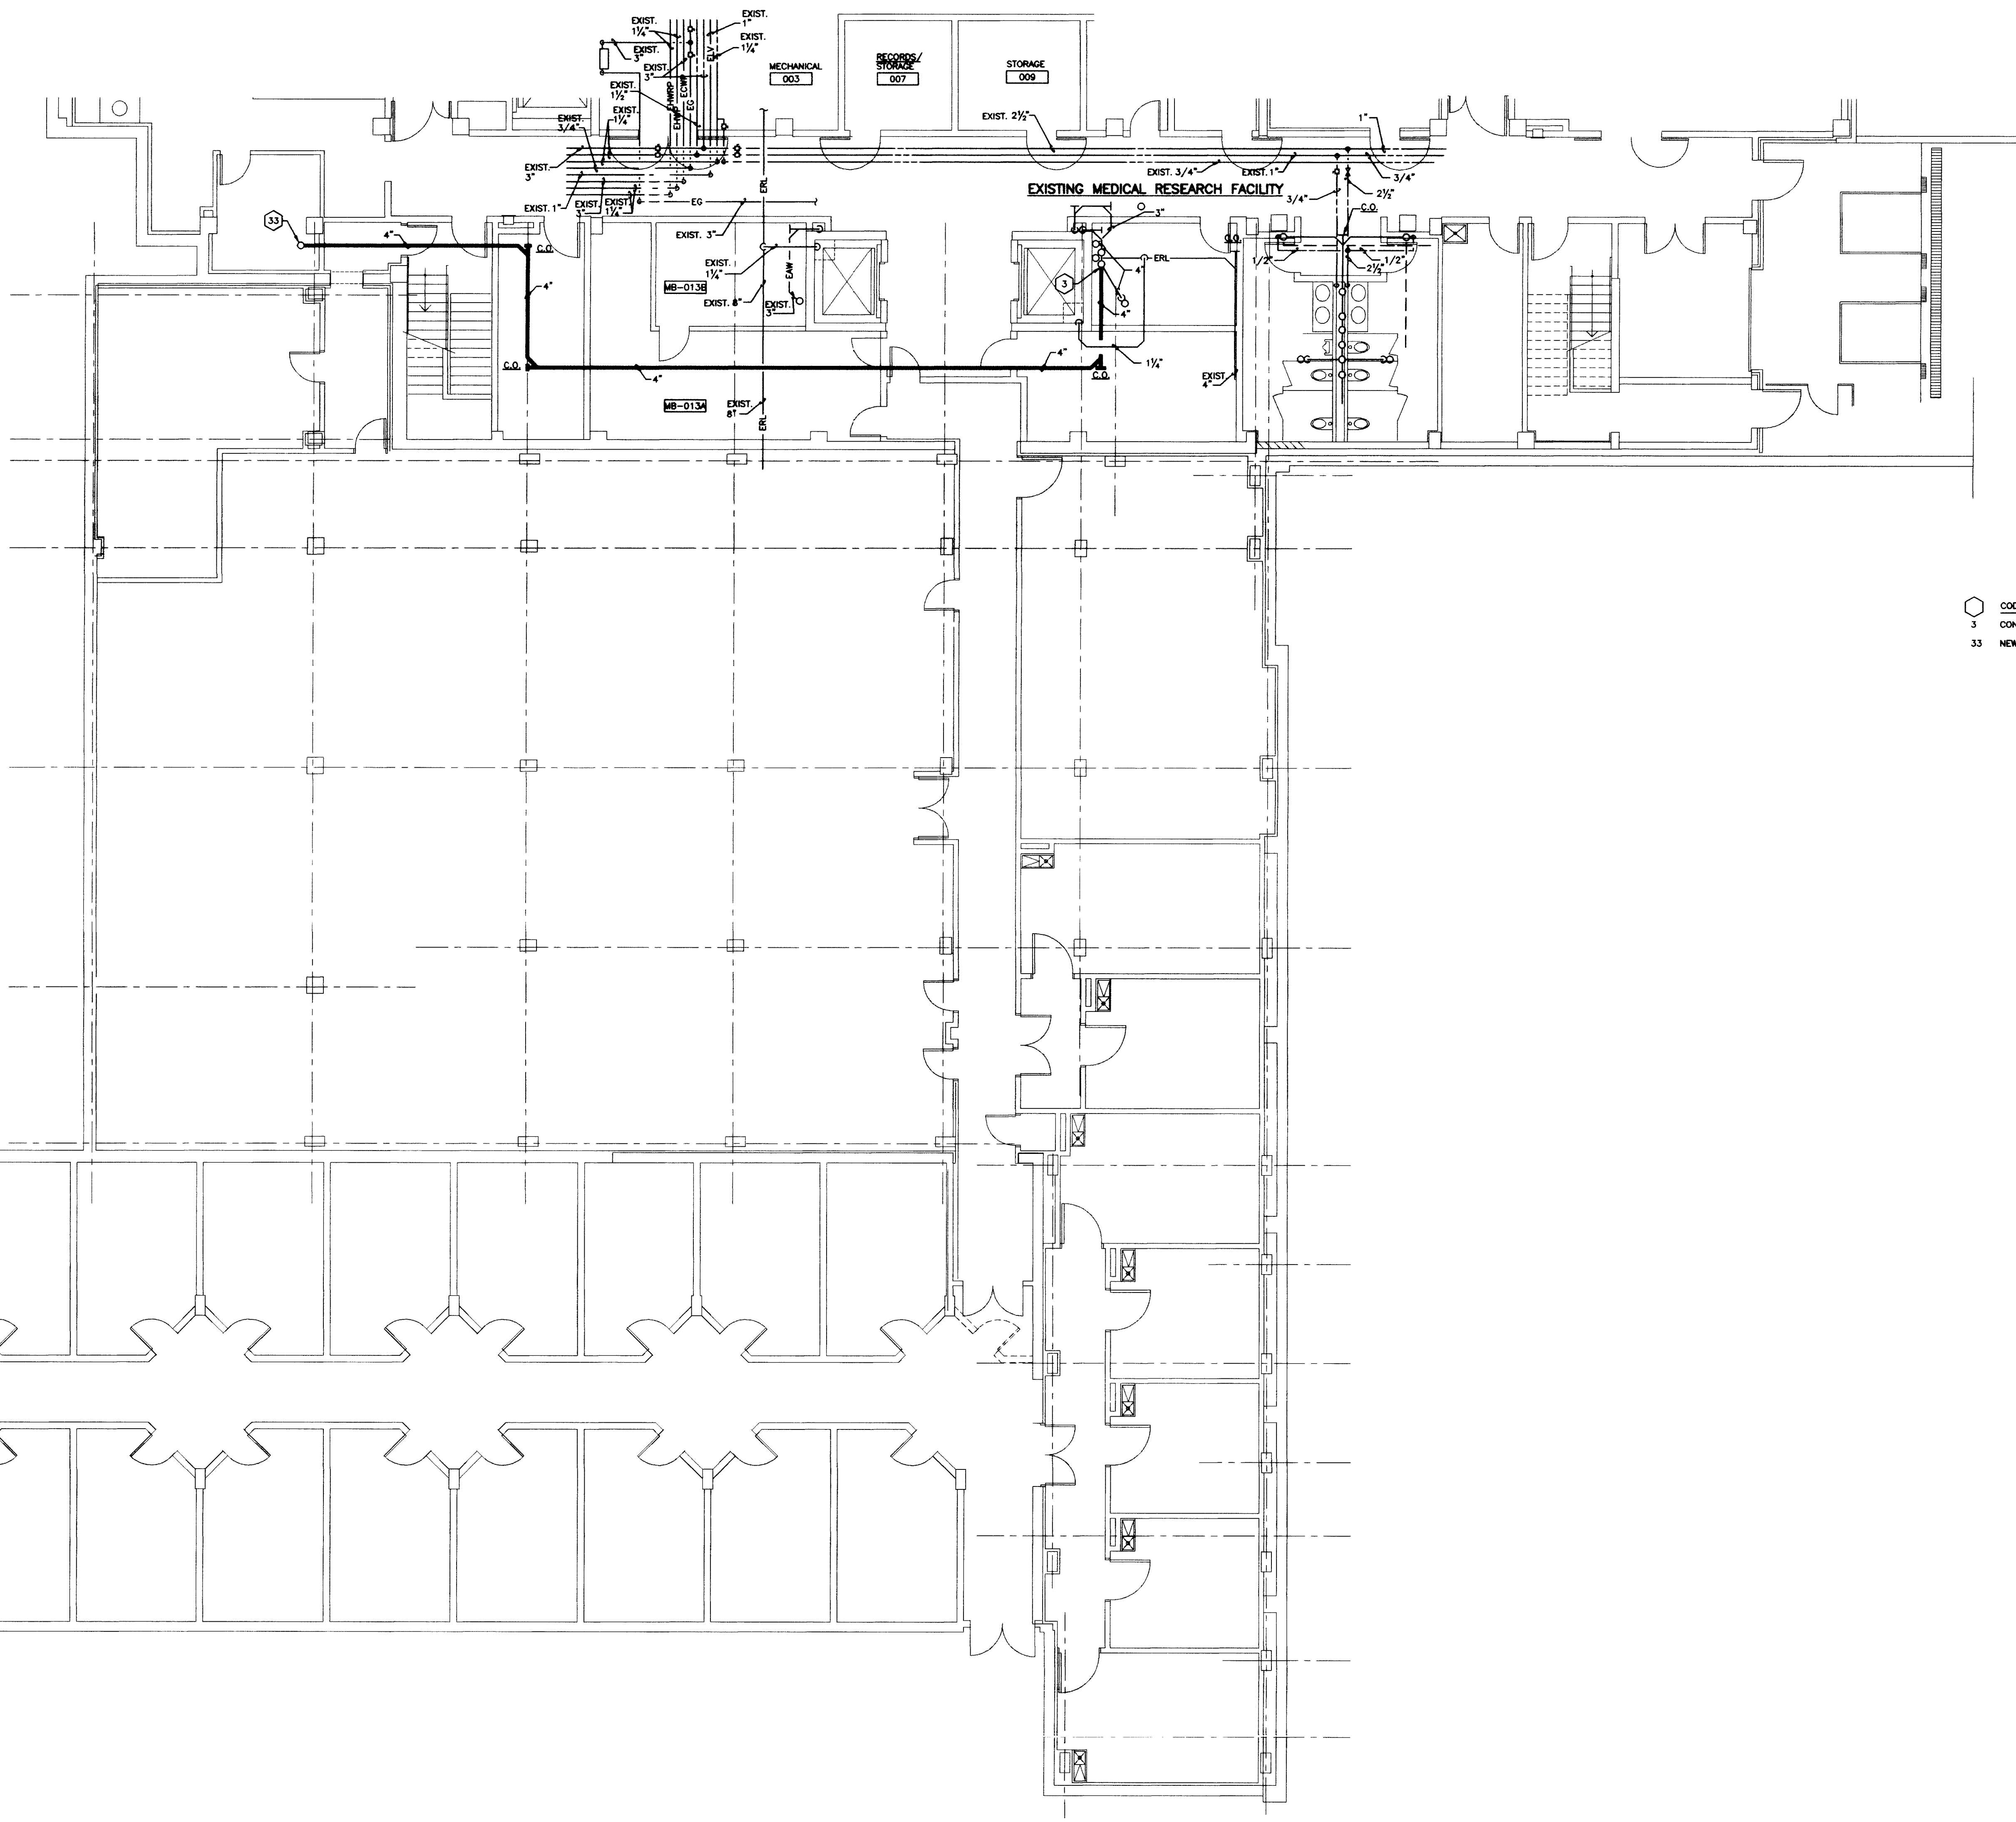 EXIST.
1¼"
EXIST.
1"
EXIST.
3"
EXIST.
1¼"
ELV
EXIST.
3"
ECWP
EHWRP
EHWP
EG
EXIST.
1½"
EXIST.
3/4"
EXIST.
1¼"
MECHANICAL
003
RECORDS/
STORAGE
007
STORAGE
009
EXIST. 2½"
1"
EXIST.
3"
EXIST. 1"
EXIST.
3"
EXIST.
1¼"
ERL
EG
EXIST. 3/4"
EXIST. 1"
3/4"
EXISTING MEDICAL RESEARCH FACILITY
3/4"
2½"
C.O.
33
4"
C.O.
EXIST. 3"
3"
C.O.
1/2"
1/2"
2½"
EXIST.
1¼"
EAW
4"
ERL
4"
MB-013B
EXIST. 8"
EXIST.
3"
3
4"
C.O.
4"
4"
C.O.
1¼"
EXIST.
4"
MB-013A
EXIST.
8"
ERL
3
33